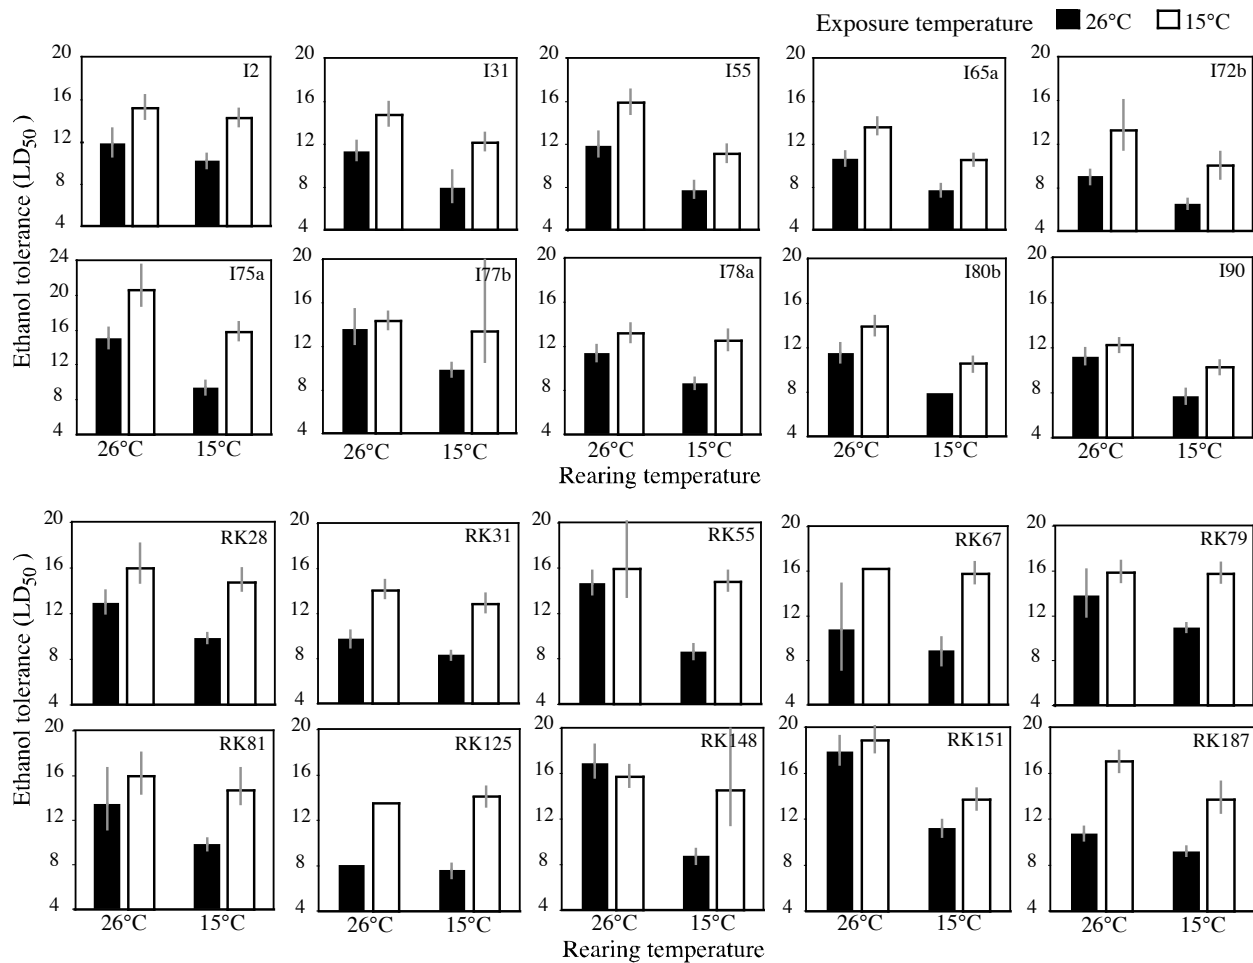 Exposure temperature 26°C 15°C
Ethanol tolerance (LD50)
20 16 12 8 4 I2
20 16 12 8 4 I31
20 16 12 8 4 I55
20 16 12 8 4 I65a
20 16 12 8 4 I72b
24 20 16 12 8 4 I75a
20 16 12 8 4 I77b
20 16 12 8 4 I78a
20 16 12 8 4 I80b
20 16 12 8 4 I90
26°C 15°C 26°C 15°C 26°C 15°C 26°C 15°C 26°C 15°C
Rearing temperature
Ethanol tolerance (LD50)
20 16 12 8 4 RK28
20 16 12 8 4 RK31
20 16 12 8 4 RK55
20 16 12 8 4 RK67
20 16 12 8 4 RK79
20 16 12 8 4 RK81
20 16 12 8 4 RK125
20 16 12 8 4 RK148
20 16 12 8 4 RK151
20 16 12 8 4 RK187
26°C 15°C 26°C 15°C 26°C 15°C 26°C 15°C 26°C 15°C
Rearing temperature